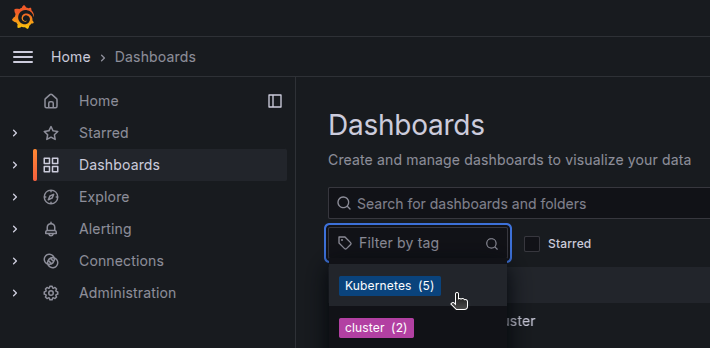 Home › Dashboards
Home
Starred
Dashboards
Explore
Alerting
Connections
Administration
Dashboards
Create and manage dashboards to visualize your data
Search for dashboards and folders
Filter by tag
Starred
Kubernetes (5)
cluster (2)